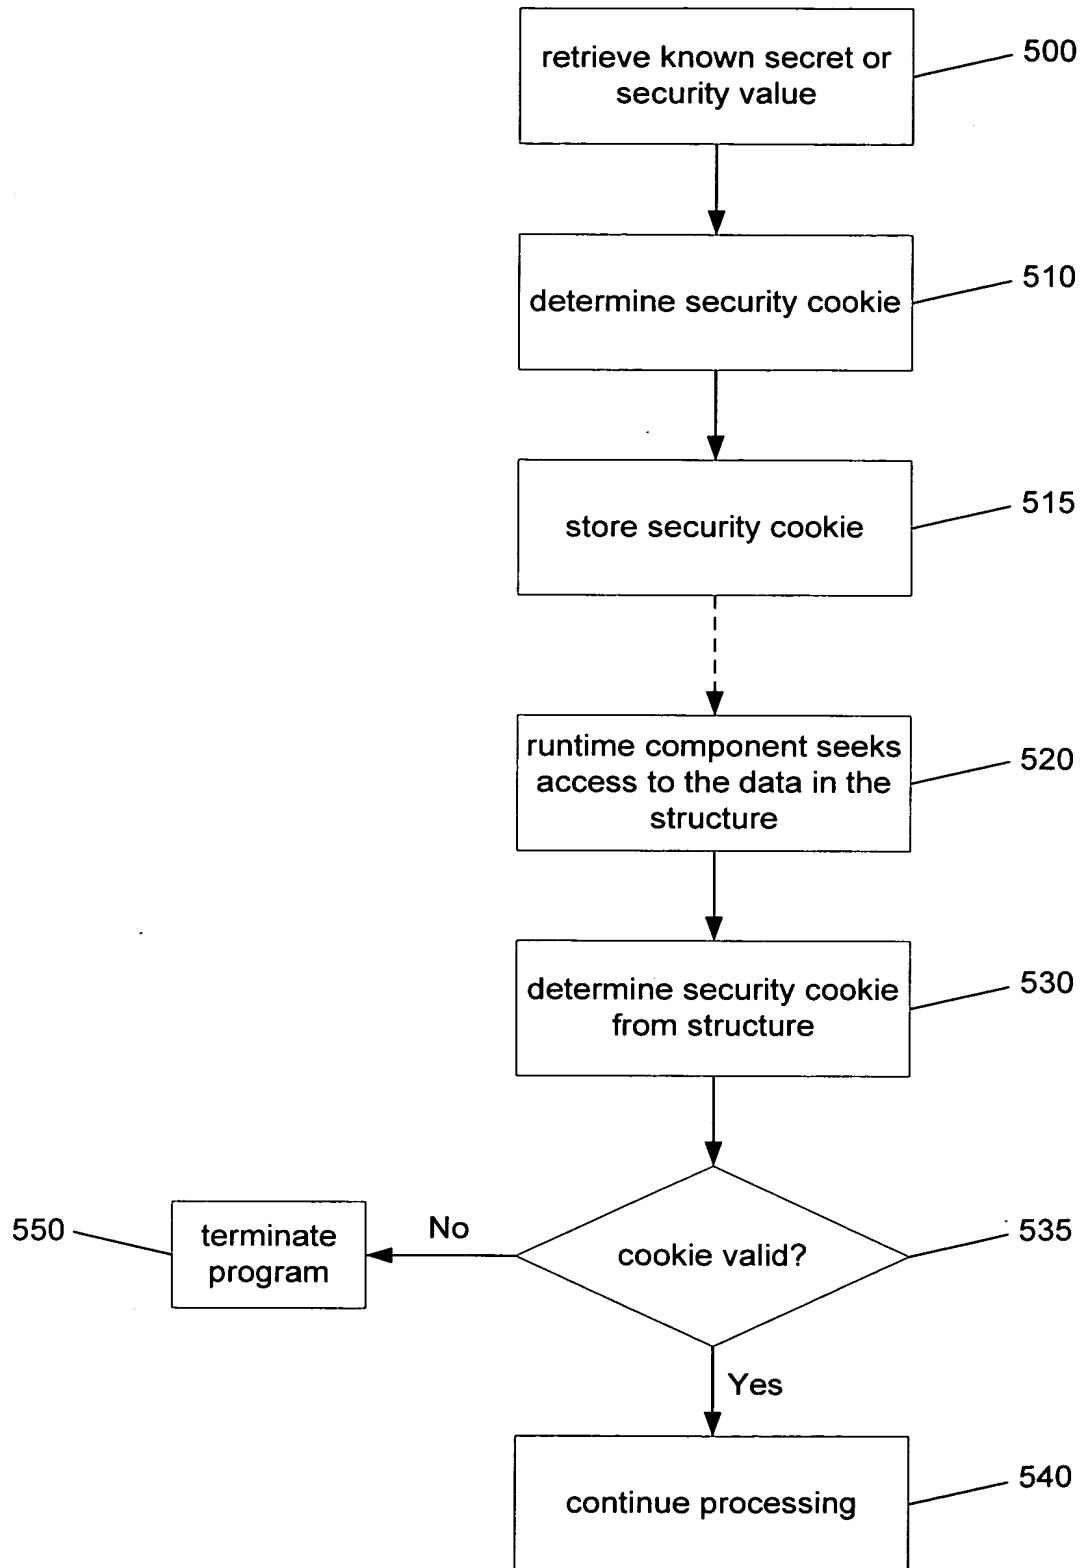 retrieve known secret or
security value
500
determine security cookie
510
store security cookie
515
runtime component seeks
access to the data in the
structure
520
determine security cookie
from structure
530
550
terminate
program
No
cookie valid?
535
Yes
continue processing
540